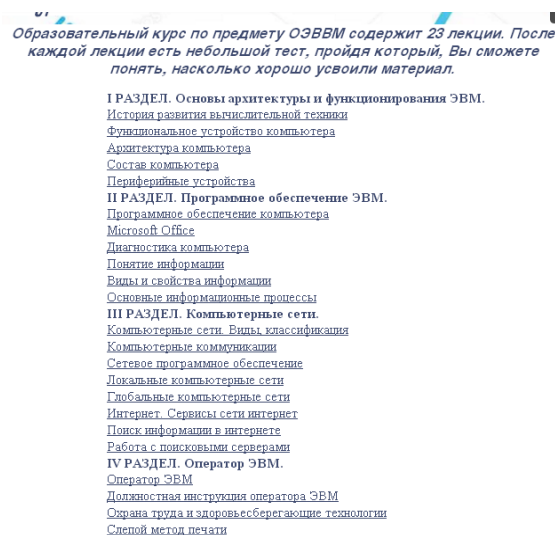 Образовательный курс по предмету ОЭВВМ содержит 23 лекции. После
каждой лекции есть небольшой тест, пройдя который, Вы сможете
понять, насколько хорошо усвоили материал.
I РАЗДЕЛ. Основы архитектуры и функционирования ЭВМ.
История развития вычислительной техники
Функциональное устройство компьютера
Архитектура компьютера
Состав компьютера
Периферийные устройства
II РАЗДЕЛ. Программное обеспечение ЭВМ.
Программное обеспечение компьютера
Microsoft Office
Диагностика компьютера
Понятие информации
Виды и свойства информации
Основные информационные процессы
III РАЗДЕЛ. Компьютерные сети.
Компьютерные сети. Виды, классификация
Компьютерные коммуникации
Сетевое программное обеспечение
Локальные компьютерные сети
Глобальные компьютерные сети
Интернет. Сервисы сети интернет
Поиск информации в интернете
Работа с поисковыми серверами
IV РАЗДЕЛ. Оператор ЭВМ.
Оператор ЭВМ
Должностная инструкция оператора ЭВМ
Охрана труда и здоровьесберегающие технологии
Слепой метод печати